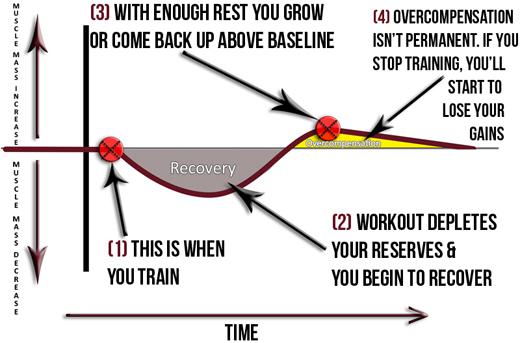 MUSCLE MASS INCREASE
(3) WITH ENOUGH REST YOU GROW
OR COME BACK UP ABOVE BASELINE
(4) OVERCOMPENSATION
ISN'T PERMANENT. IF YOU
STOP TRAINING, YOU'LL
START TO
LOSE YOUR
GAINS
Overcompensation
Recovery
MUSCLE MASS DECREASE
(1) THIS IS WHEN
YOU TRAIN
(2) WORKOUT DEPLETES
YOUR RESERVES &
YOU BEGIN TO RECOVER
TIME